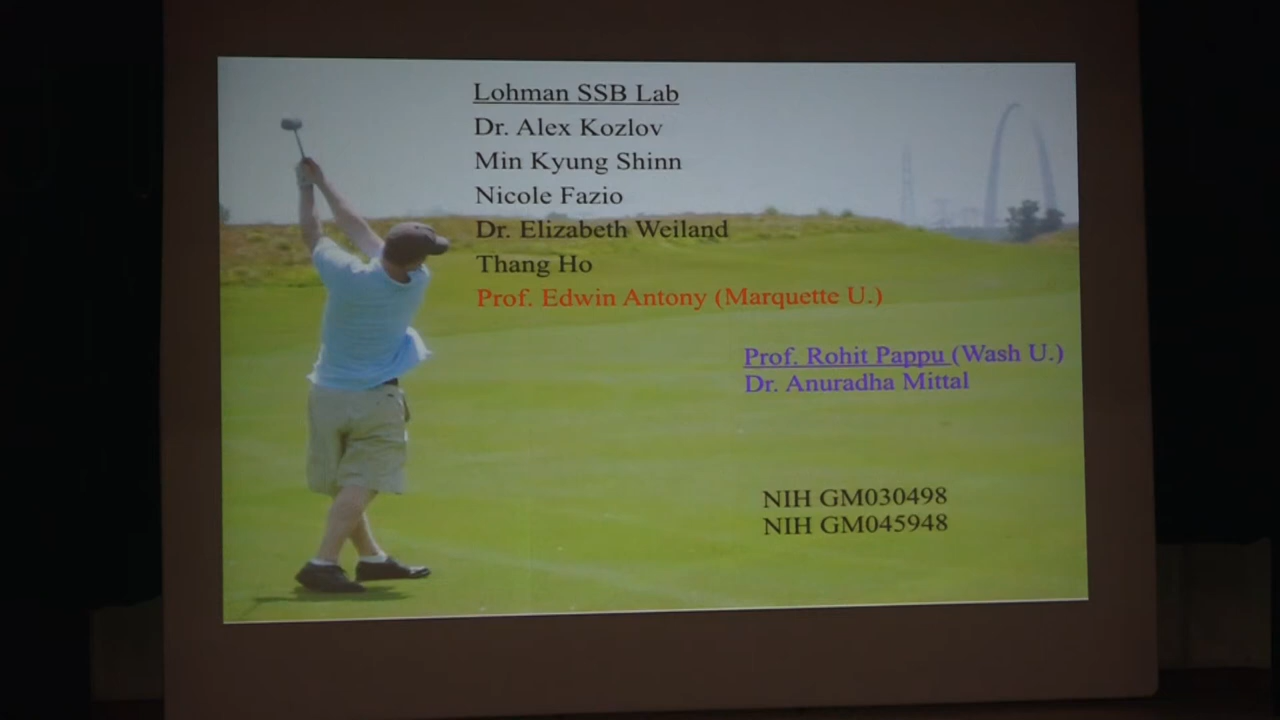 Lohman SSB Lab
Dr. Alex Kozlov
Min Kyung Shinn
Nicole Fazio
Dr. Elizabeth Weiland
Thang Ho
Prof. Edwin Antony (Marquette U.)
Prof. Rohit Pappu (Wash U.)
Dr. Anuradha Mittal
NIH GM030498
NIH GM045948